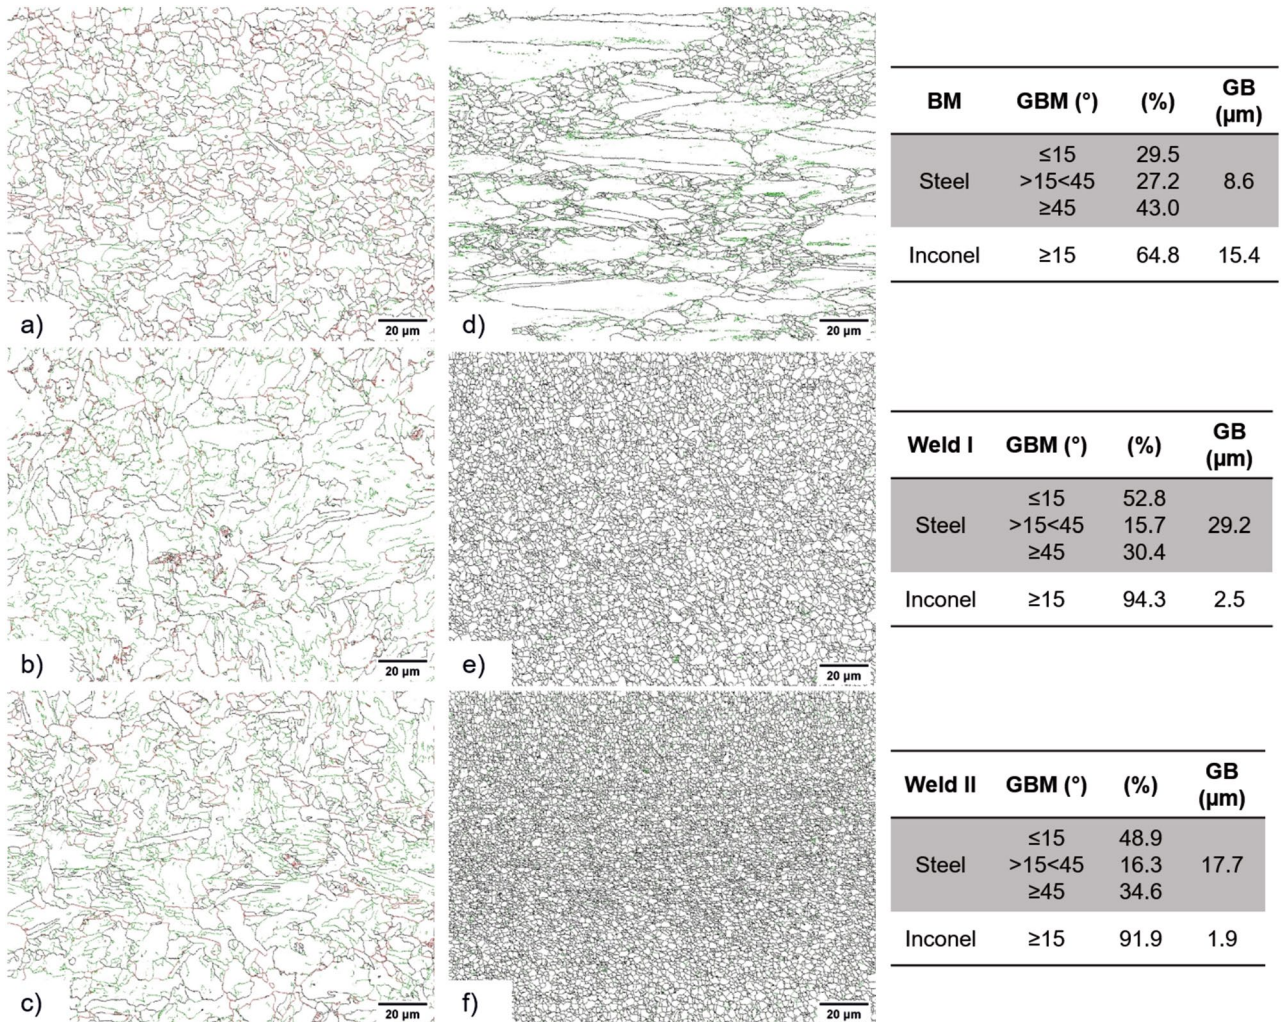 a)
20 µm
d)
20 µm
BM GBM (°) (%) GB (µm)
Steel ≤15 29.5 8.6
>15<45 27.2
≥45 43.0
Inconel ≥15 64.8 15.4
b)
20 µm
e)
20 µm
Weld I GBM (°) (%) GB (µm)
Steel ≤15 52.8 29.2
>15<45 15.7
≥45 30.4
Inconel ≥15 94.3 2.5
c)
20 µm
f)
20 µm
Weld II GBM (°) (%) GB (µm)
Steel ≤15 48.9 17.7
>15<45 16.3
≥45 34.6
Inconel ≥15 91.9 1.9